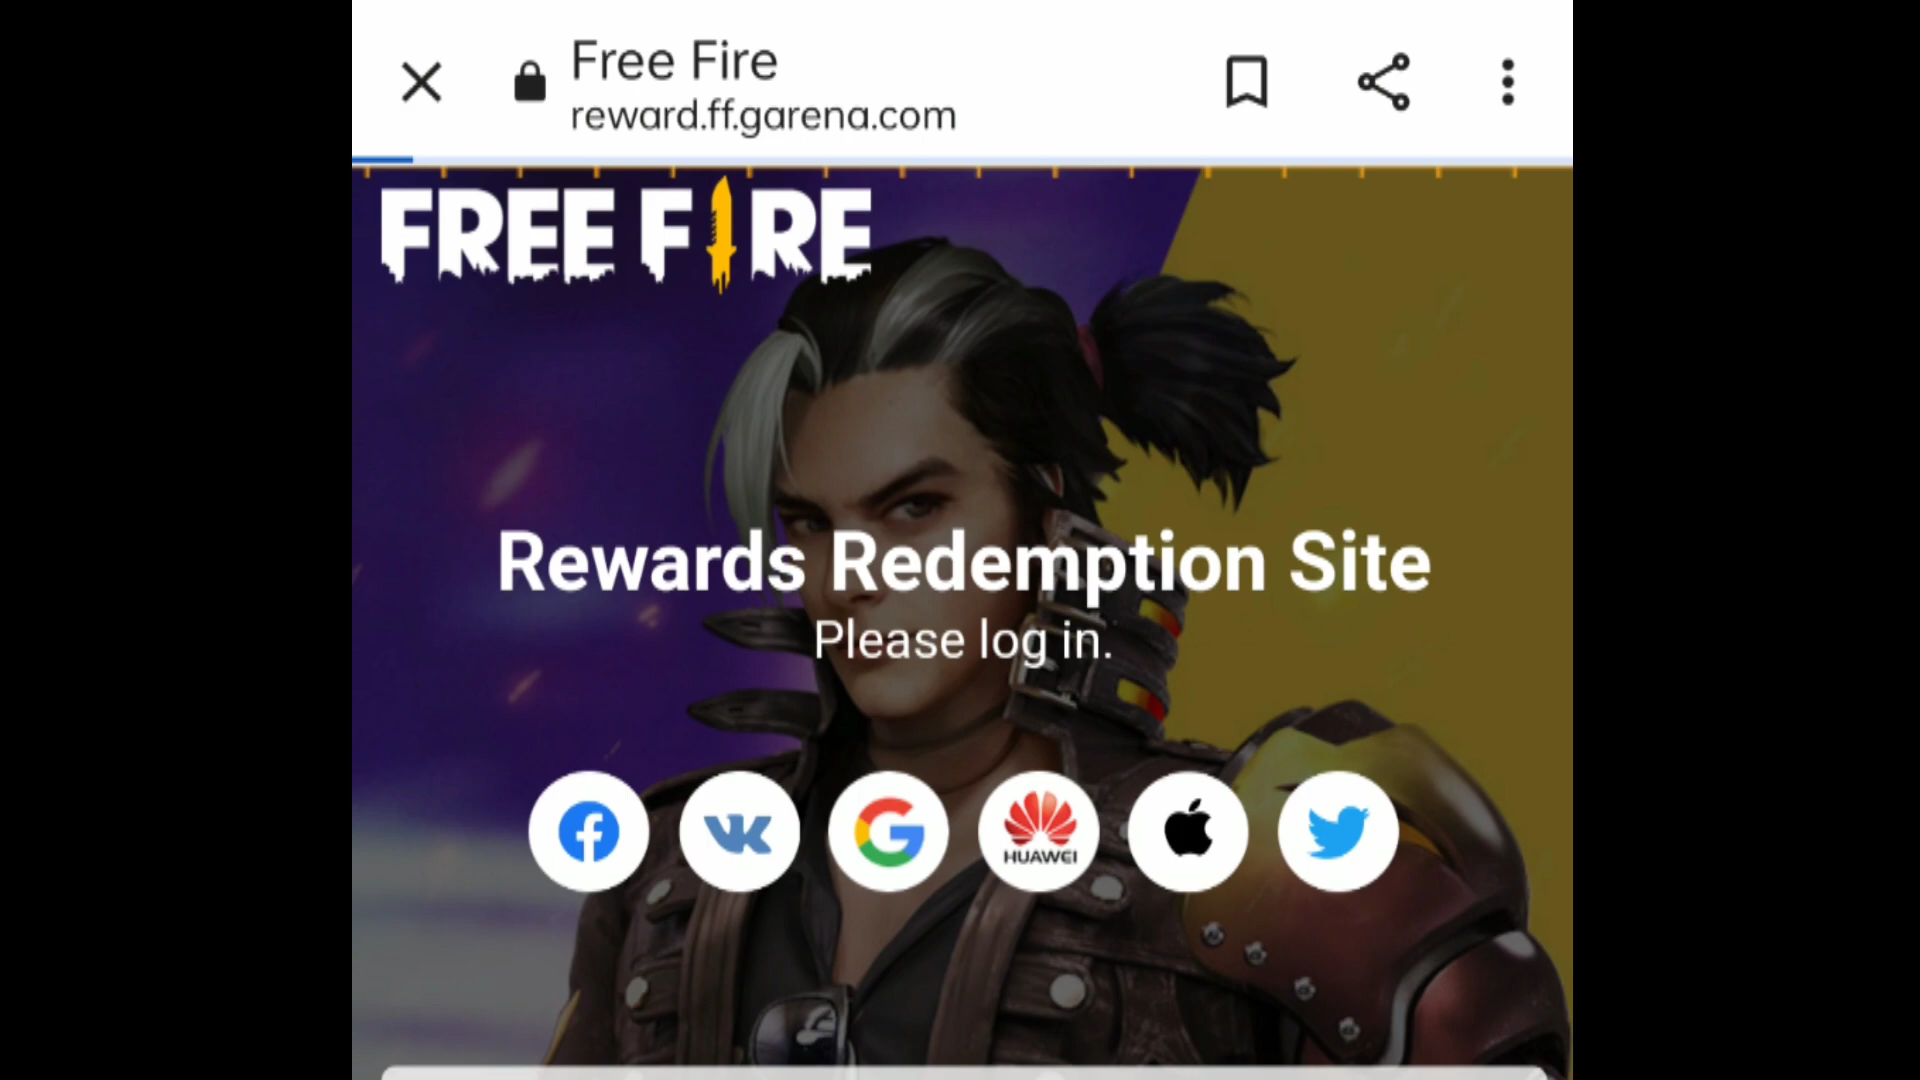 Free Fire
reward.ff.garena.com
FREE FIRE
Rewards Redemption Site
Please log in.
HUAWEI